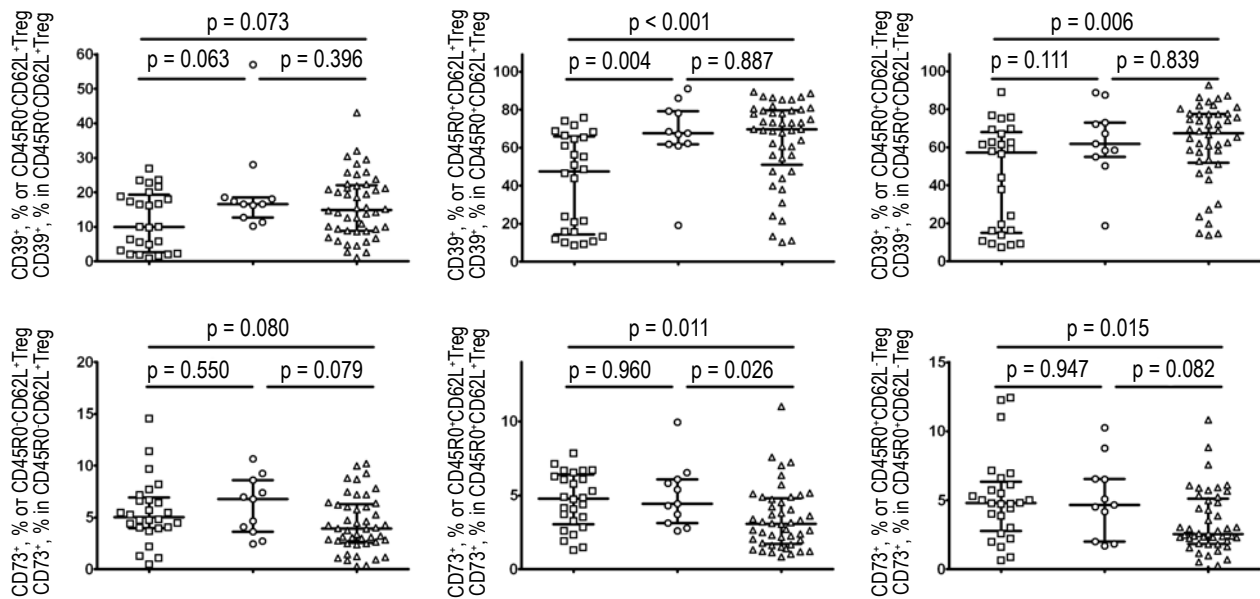 p = 0.073
p = 0.063
p = 0.396
CD39⁺, % от CD45R0⁻CD62L⁺Treg
CD39⁺, % in CD45R0⁻CD62L⁺Treg
60
50
40
30
20
10
0
p < 0.001
p = 0.004
p = 0.887
CD39⁺, % от CD45R0⁺CD62L⁺Treg
CD39⁺, % in CD45R0⁺CD62L⁺Treg
100
80
60
40
20
0
p = 0.006
p = 0.111
p = 0.839
CD39⁺, % от CD45R0⁺CD62L⁻Treg
CD39⁺, % in CD45R0⁺CD62L⁻Treg
100
80
60
40
20
0
p = 0.080
p = 0.550
p = 0.079
CD73⁺, % от CD45R0⁻CD62L⁺Treg
CD73⁺, % in CD45R0⁻CD62L⁺Treg
20
15
10
5
0
p = 0.011
p = 0.960
p = 0.026
CD73⁺, % от CD45R0⁺CD62L⁺Treg
CD73⁺, % in CD45R0⁺CD62L⁺Treg
10
5
0
p = 0.015
p = 0.947
p = 0.082
CD73⁺, % от CD45R0⁺CD62L⁻Treg
CD73⁺, % in CD45R0⁺CD62L⁻Treg
15
10
5
0